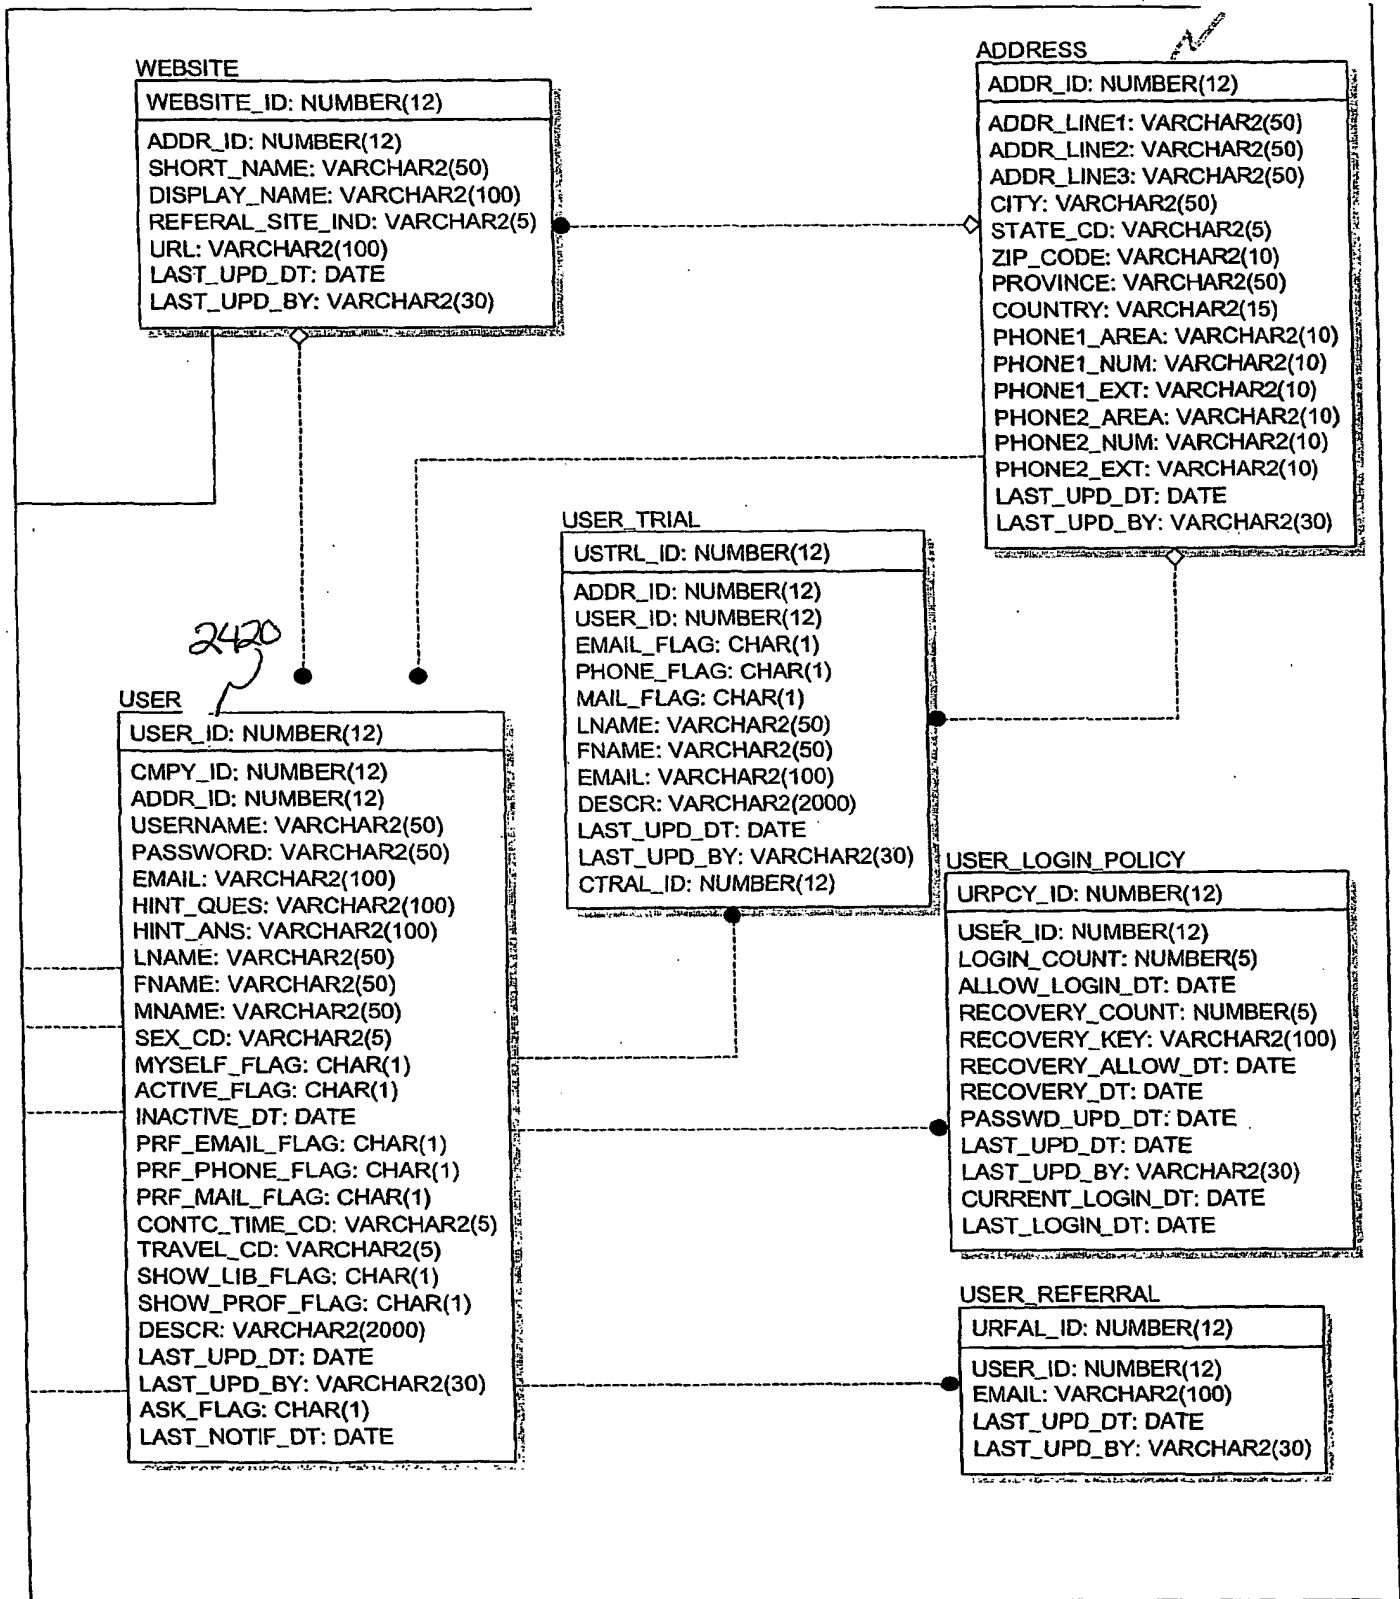 WEBSITE
WEBSITE_ID: NUMBER(12)
ADDR_ID: NUMBER(12)
SHORT_NAME: VARCHAR2(50)
DISPLAY_NAME: VARCHAR2(100)
REFERAL_SITE_IND: VARCHAR2(5)
URL: VARCHAR2(100)
LAST_UPD_DT: DATE
LAST_UPD_BY: VARCHAR2(30)
ADDRESS
ADDR_ID: NUMBER(12)
ADDR_LINE1: VARCHAR2(50)
ADDR_LINE2: VARCHAR2(50)
ADDR_LINE3: VARCHAR2(50)
CITY: VARCHAR2(50)
STATE_CD: VARCHAR2(5)
ZIP_CODE: VARCHAR2(10)
PROVINCE: VARCHAR2(50)
COUNTRY: VARCHAR2(15)
PHONE1_AREA: VARCHAR2(10)
PHONE1_NUM: VARCHAR2(10)
PHONE1_EXT: VARCHAR2(10)
PHONE2_AREA: VARCHAR2(10)
PHONE2_NUM: VARCHAR2(10)
PHONE2_EXT: VARCHAR2(10)
LAST_UPD_DT: DATE
LAST_UPD_BY: VARCHAR2(30)
USER_TRIAL
USTRL_ID: NUMBER(12)
ADDR_ID: NUMBER(12)
USER_ID: NUMBER(12)
EMAIL_FLAG: CHAR(1)
PHONE_FLAG: CHAR(1)
MAIL_FLAG: CHAR(1)
LNAME: VARCHAR2(50)
FNAME: VARCHAR2(50)
EMAIL: VARCHAR2(100)
DESCR: VARCHAR2(2000)
LAST_UPD_DT: DATE
LAST_UPD_BY: VARCHAR2(30)
CTRAL_ID: NUMBER(12)
2420
USER
USER_ID: NUMBER(12)
CMPY_ID: NUMBER(12)
ADDR_ID: NUMBER(12)
USERNAME: VARCHAR2(50)
PASSWORD: VARCHAR2(50)
EMAIL: VARCHAR2(100)
HINT_QUES: VARCHAR2(100)
HINT_ANS: VARCHAR2(100)
LNAME: VARCHAR2(50)
FNAME: VARCHAR2(50)
MNAME: VARCHAR2(50)
SEX_CD: VARCHAR2(5)
MYSELF_FLAG: CHAR(1)
ACTIVE_FLAG: CHAR(1)
INACTIVE_DT: DATE
PRF_EMAIL_FLAG: CHAR(1)
PRF_PHONE_FLAG: CHAR(1)
PRF_MAIL_FLAG: CHAR(1)
CONTC_TIME_CD: VARCHAR2(5)
TRAVEL_CD: VARCHAR2(5)
SHOW_LIB_FLAG: CHAR(1)
SHOW_PROF_FLAG: CHAR(1)
DESCR: VARCHAR2(2000)
LAST_UPD_DT: DATE
LAST_UPD_BY: VARCHAR2(30)
ASK_FLAG: CHAR(1)
LAST_NOTIF_DT: DATE
USER_LOGIN_POLICY
URPCY_ID: NUMBER(12)
USER_ID: NUMBER(12)
LOGIN_COUNT: NUMBER(5)
ALLOW_LOGIN_DT: DATE
RECOVERY_COUNT: NUMBER(5)
RECOVERY_KEY: VARCHAR2(100)
RECOVERY_ALLOW_DT: DATE
RECOVERY_DT: DATE
PASSWD_UPD_DT: DATE
LAST_UPD_DT: DATE
LAST_UPD_BY: VARCHAR2(30)
CURRENT_LOGIN_DT: DATE
LAST_LOGIN_DT: DATE
USER_REFERRAL
URFAL_ID: NUMBER(12)
USER_ID: NUMBER(12)
EMAIL: VARCHAR2(100)
LAST_UPD_DT: DATE
LAST_UPD_BY: VARCHAR2(30)